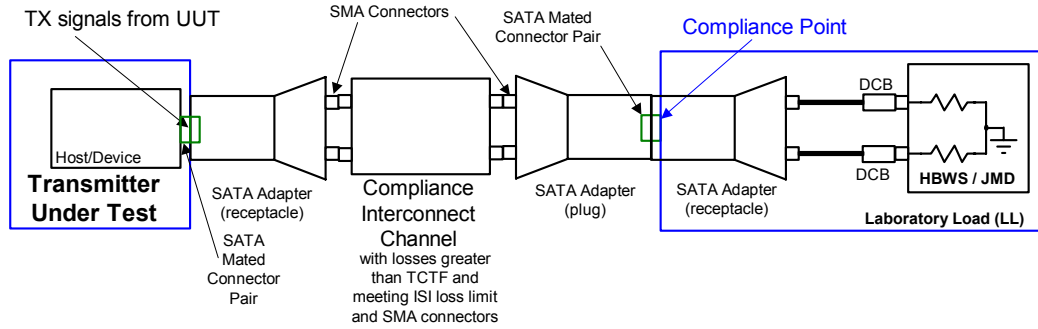 TX signals from UUT
SMA Connectors
SATA Mated
Connector Pair
Compliance Point
DCB
Host/Device
Transmitter
Under Test
SATA Adapter
(receptacle)
SATA
Mated
Connector
Pair
Compliance
Interconnect
Channel
with losses greater
than TCTF and
meeting ISI loss limit
and SMA connectors
SATA Adapter
(plug)
SATA Adapter
(receptacle)
DCB
HBWS / JMD
Laboratory Load (LL)